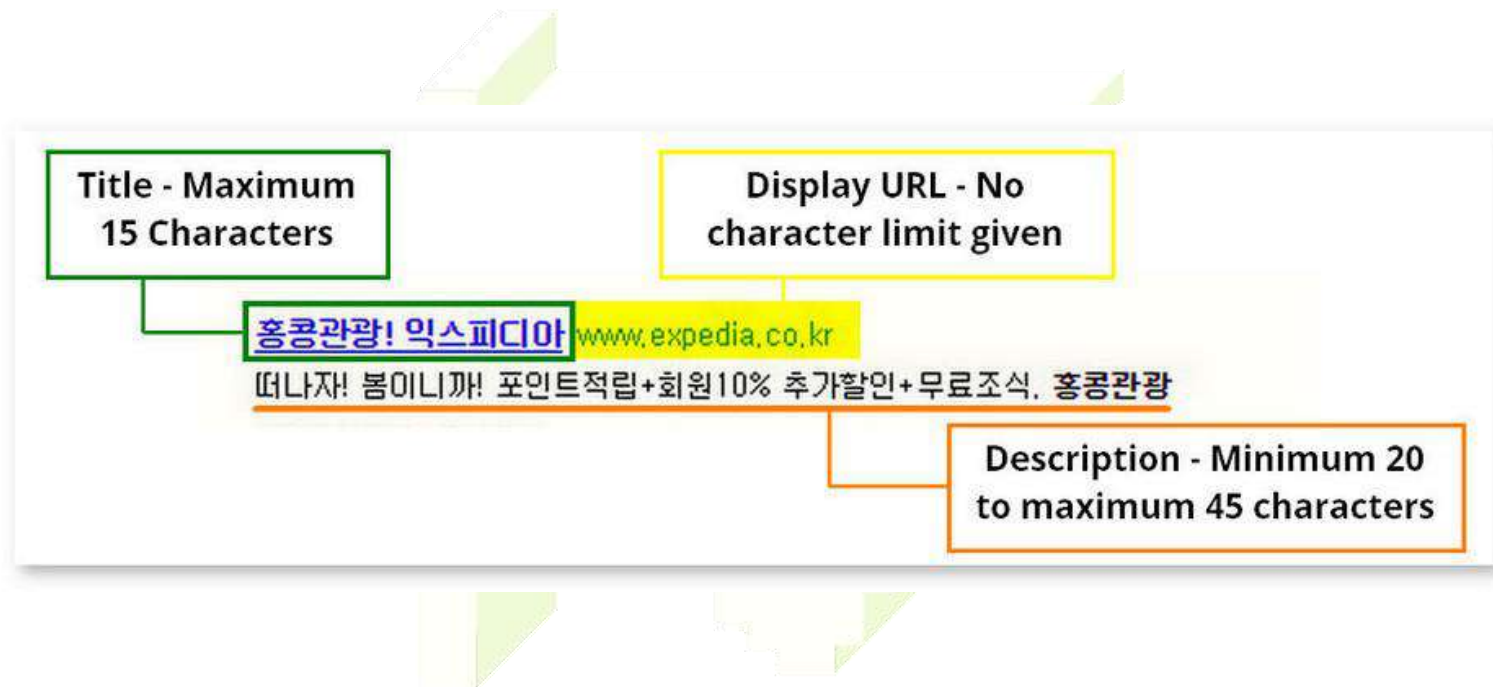 Title - Maximum
15 Characters
Display URL - No
character limit given
홍콩관광! 익스피디아 www.expedia.co.kr
떠나자! 봄이니까! 포인트적립+회원10% 추가할인+무료조식, 홍콩관광
Description - Minimum 20
to maximum 45 characters